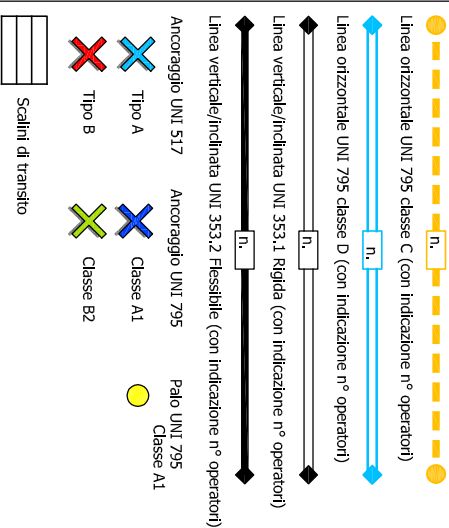 n.
Linea orizzontale UNI 795 classe C (con indicazione n° operatori)
n.
Linea orizzontale UNI 795 classe D (con indicazione n° operatori)
n.
Linea verticale/inclinata UNI 353.1 Rigida (con indicazione n° operatori)
n.
Linea verticale/inclinata UNI 353.2 Flessibile (con indicazione n° operatori)
Ancoraggio UNI 517
Ancoraggio UNI 795
Palo UNI 795
Classe A1
Tipo A
Classe A1
Tipo B
Classe B2
Scalini di transito